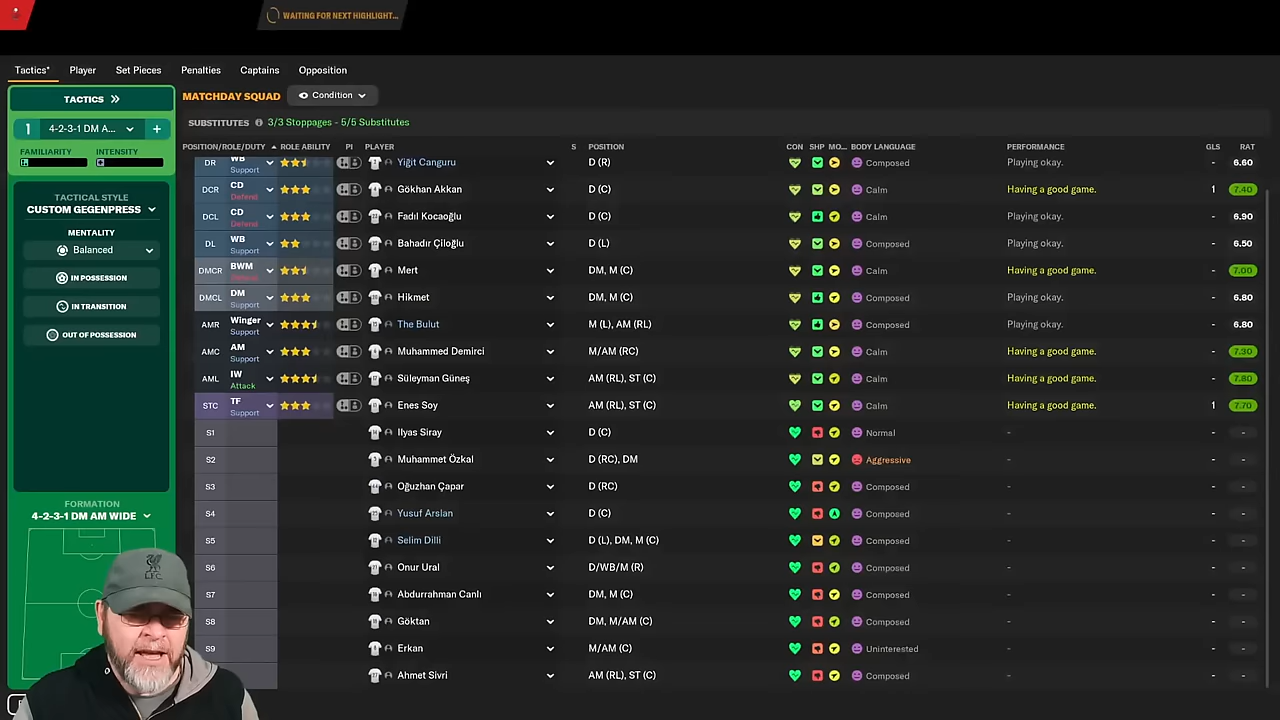 WAITING FOR NEXT HIGHLIGHT...
Tactics* Player Set Pieces Penalties Captains Opposition
TACTICS
MATCHDAY SQUAD Condition
1 4-2-3-1 DM A... +
SUBSTITUTES 3/3 Stoppages - 5/5 Substitutes
FAMILIARITY INTENSITY
POSITION/ROLE/DUTY ROLE ABILITY PI PLAYER S POSITION CON SHP MO... BODY LANGUAGE PERFORMANCE GLS RAT
DR WB Support Yiğit Canguru D (R) Composed Playing okay. - 6.60
DCR CD Defend Gökhan Akkan D (C) Calm Having a good game. 1 7.40
DCL CD Defend Fadıl Kocaoğlu D (C) Calm Playing okay. - 6.90
DL WB Support Bahadır Çiloğlu D (L) Composed Playing okay. - 6.50
DMCR BWM Mert DM, M (C) Calm Having a good game. - 7.00
DMCL DM Support Hikmet DM, M (C) Composed Playing okay. - 6.80
AMR Winger Support The Bulut M (L), AM (RL) Composed Playing okay. - 6.80
AMC AM Support Muhammed Demirci M/AM (RC) Calm Having a good game. - 7.30
AML IW Attack Süleyman Güneş AM (RL), ST (C) Calm Having a good game. - 7.80
STC TF Support Enes Soy AM (RL), ST (C) Calm Having a good game. 1 7.70
S1 Ilyas Siray D (C) Normal - - -
S2 Muhammet Özkal D (RC), DM Aggressive - - -
S3 Oğuzhan Çapar D (RC) Composed - - -
S4 Yusuf Arslan D (C) Composed - - -
S5 Selim Dilli D (L), DM, M (C) Composed - - -
S6 Onur Ural D/WB/M (R) Composed - - -
S7 Abdurrahman Canlı DM, M (C) Composed - - -
S8 Göktan DM, M/AM (C) Composed - - -
S9 Erkan M/AM (C) Uninterested - - -
Ahmet Sivri AM (RL), ST (C) Composed - - -
TACTICAL STYLE
CUSTOM GEGENPRESS
MENTALITY
Balanced
IN POSSESSION
IN TRANSITION
OUT OF POSSESSION
FORMATION
4-2-3-1 DM AM WIDE
L.F.C.